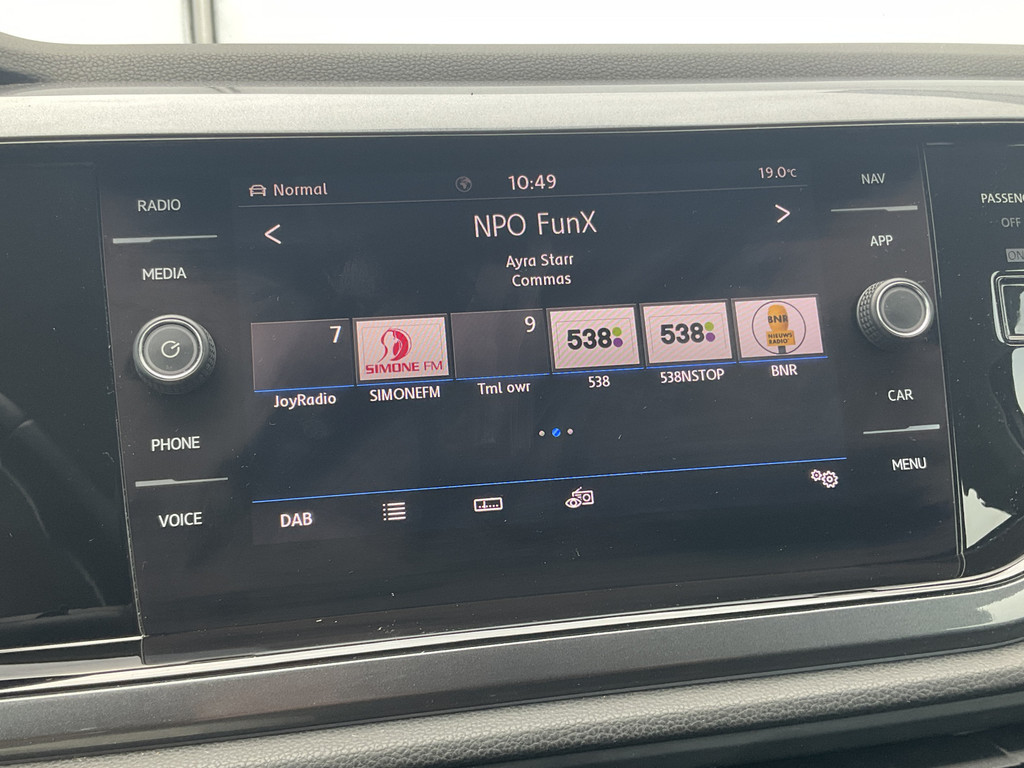 Normal
10:49
19.0°C
NAV
PASSENG
OFF
ON
RADIO
MEDIA
APP
<
NPO FunX
>
Ayra Starr
Commas
7
SIMONE FM
9
538
538
BNR
NIEUWS
RADIO
JoyRadio
SIMONEFM
Tml owr
538
538NSTOP
BNR
CAR
PHONE
MENU
VOICE
DAB